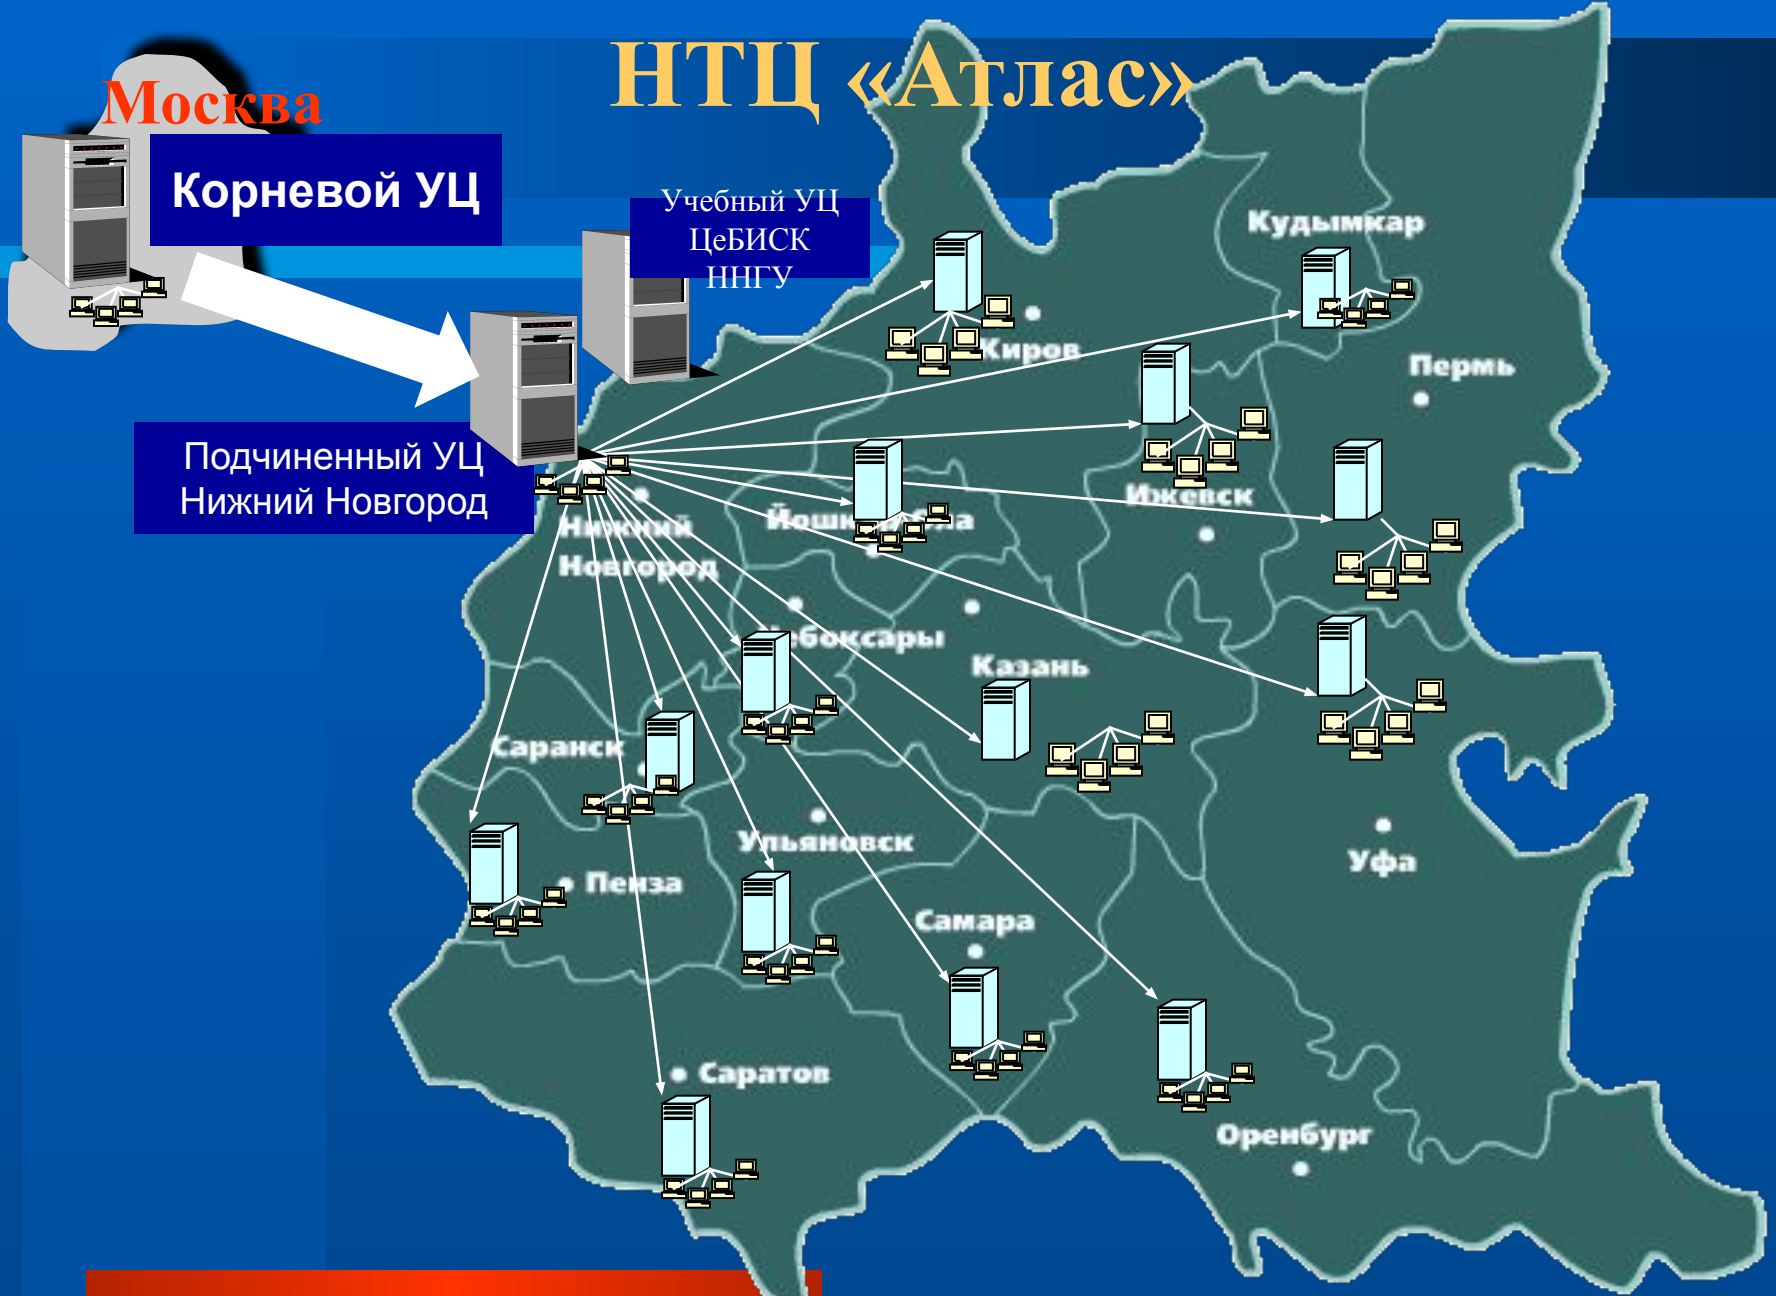 НТЦ «Атлас»
Москва
Корневой УЦ
Учебный УЦ
ЦеБИСК
ННГУ
Подчиненный УЦ
Нижний Новгород
Кудымкар
Киров
Пермь
Ижевск
Нижний
Новгород
Казань
Саранск
Ульяновск
Пенза
Уфа
Самара
Саратов
Оренбург